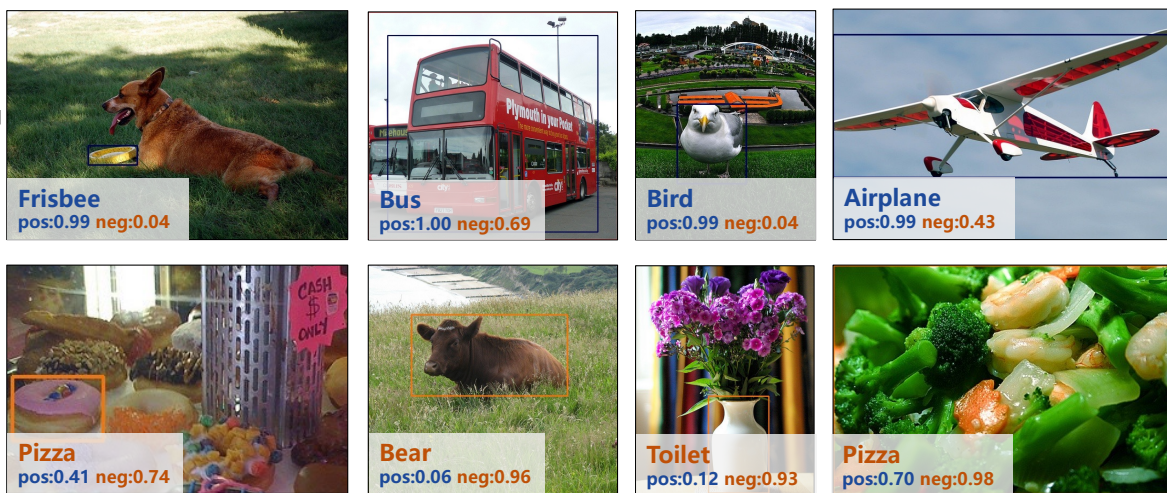 Frisbee
pos:0.99 neg:0.04
Plymouth in your Pocket
city
Bus
pos:1.00 neg:0.69
Bird
pos:0.99 neg:0.04
Airplane
pos:0.99 neg:0.43
CASH
$
ONLY
Pizza
pos:0.41 neg:0.74
Bear
pos:0.06 neg:0.96
Toilet
pos:0.12 neg:0.93
Pizza
pos:0.70 neg:0.98